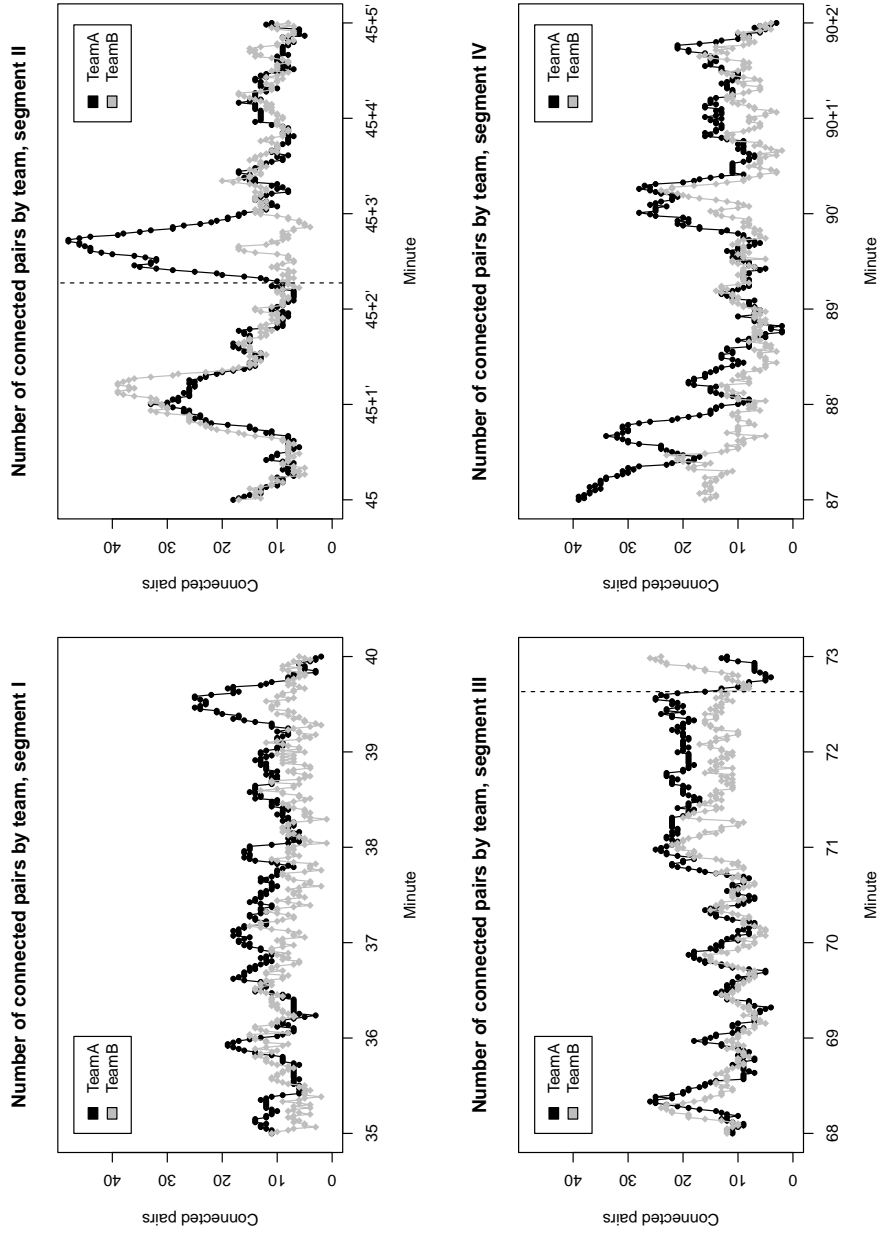 Number of connected pairs by team, segment I
Connected pairs
0 10 20 30 40
35 36 37 38 39 40
Minute
TeamA
TeamB
Number of connected pairs by team, segment II
Connected pairs
0 10 20 30 40
45 45+1' 45+2' 45+3' 45+4' 45+5'
Minute
TeamA
TeamB
Number of connected pairs by team, segment III
Connected pairs
0 10 20 30 40
68 69 70 71 72 73
Minute
TeamA
TeamB
Number of connected pairs by team, segment IV
Connected pairs
0 10 20 30 40
87 88' 89' 90' 90+1' 90+2'
Minute
TeamA
TeamB